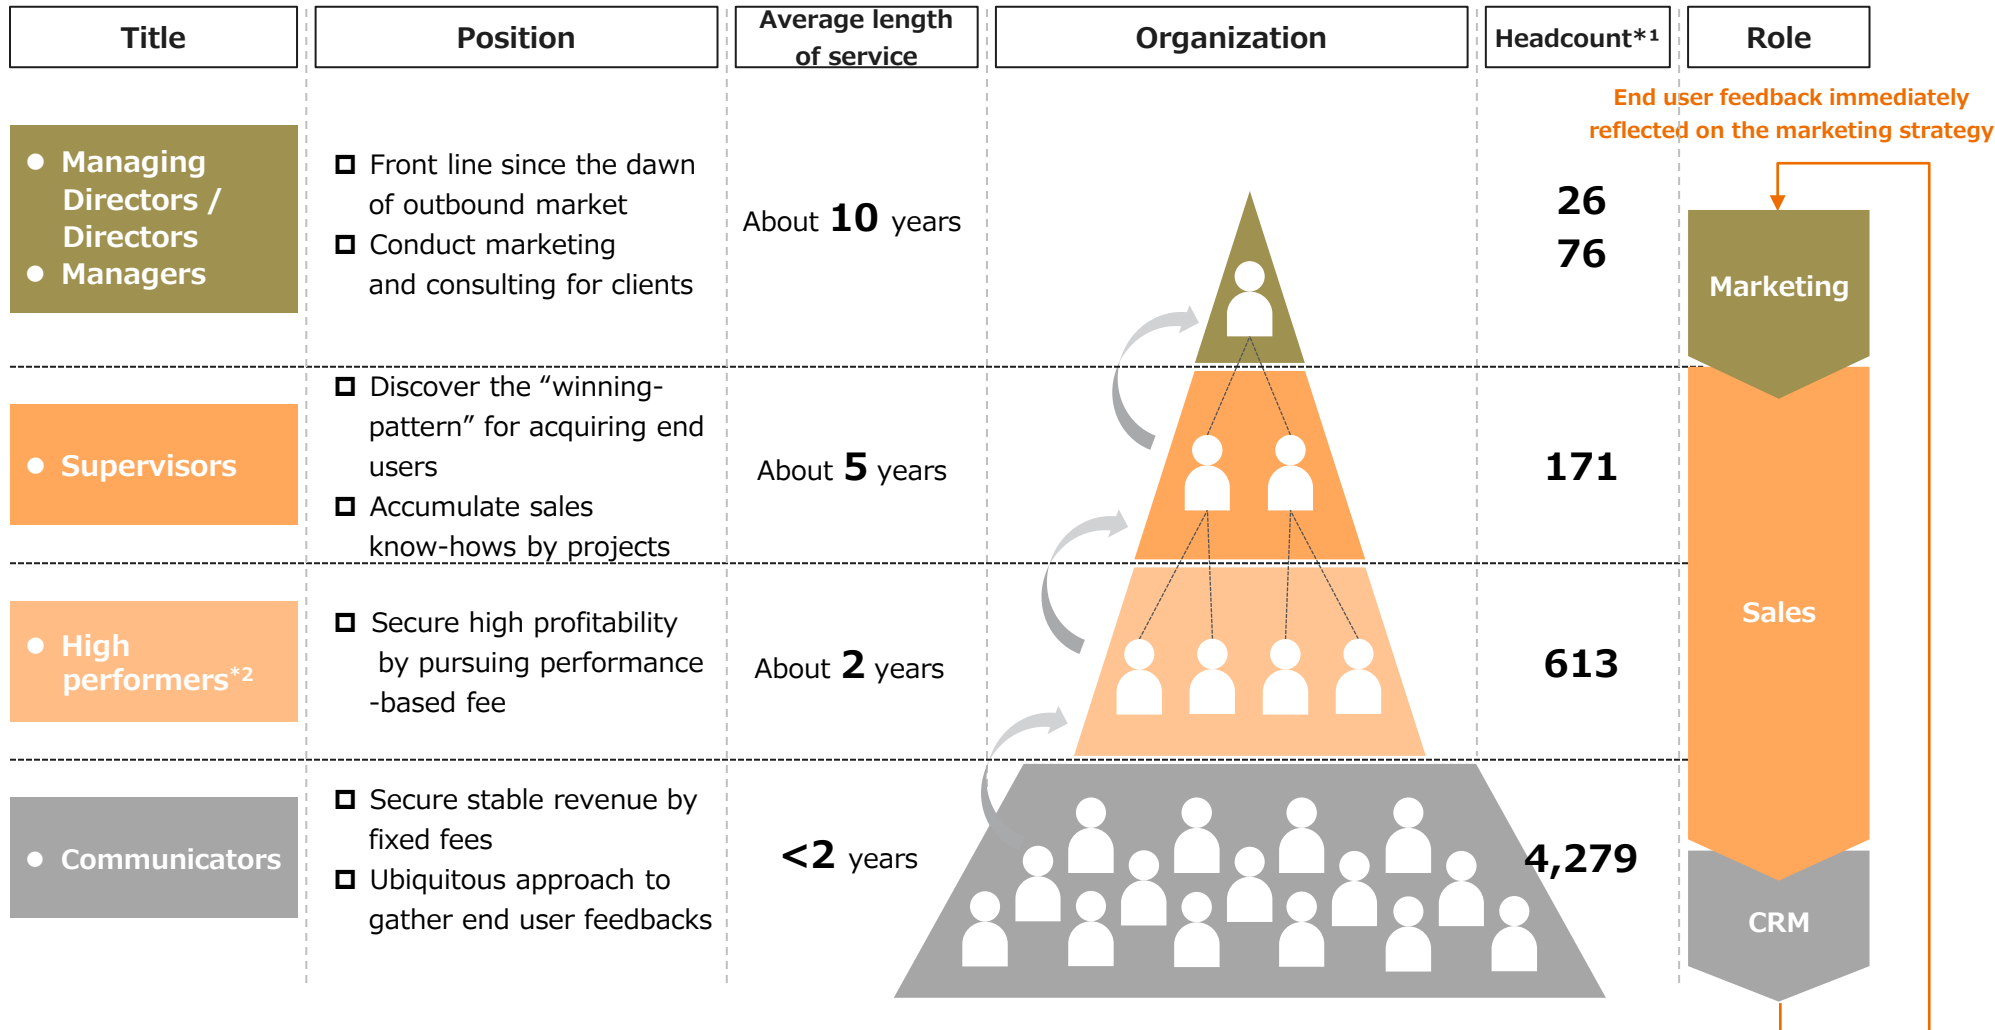 Title
Position
Average length
of service
Organization
Headcount*1
Role
End user feedback immediately
reflected on the marketing strategy
● Managing
Directors /
Directors
● Managers
Front line since the dawn
of outbound market
Conduct marketing
and consulting for clients
About 10 years
26
76
Marketing
● Supervisors
Discover the “winning-
pattern” for acquiring end
users
Accumulate sales
know-hows by projects
About 5 years
171
Sales
● High
performers*2
Secure high profitability
by pursuing performance
-based fee
About 2 years
613
● Communicators
Secure stable revenue by
fixed fees
Ubiquitous approach to
gather end user feedbacks
<2 years
4,279
CRM